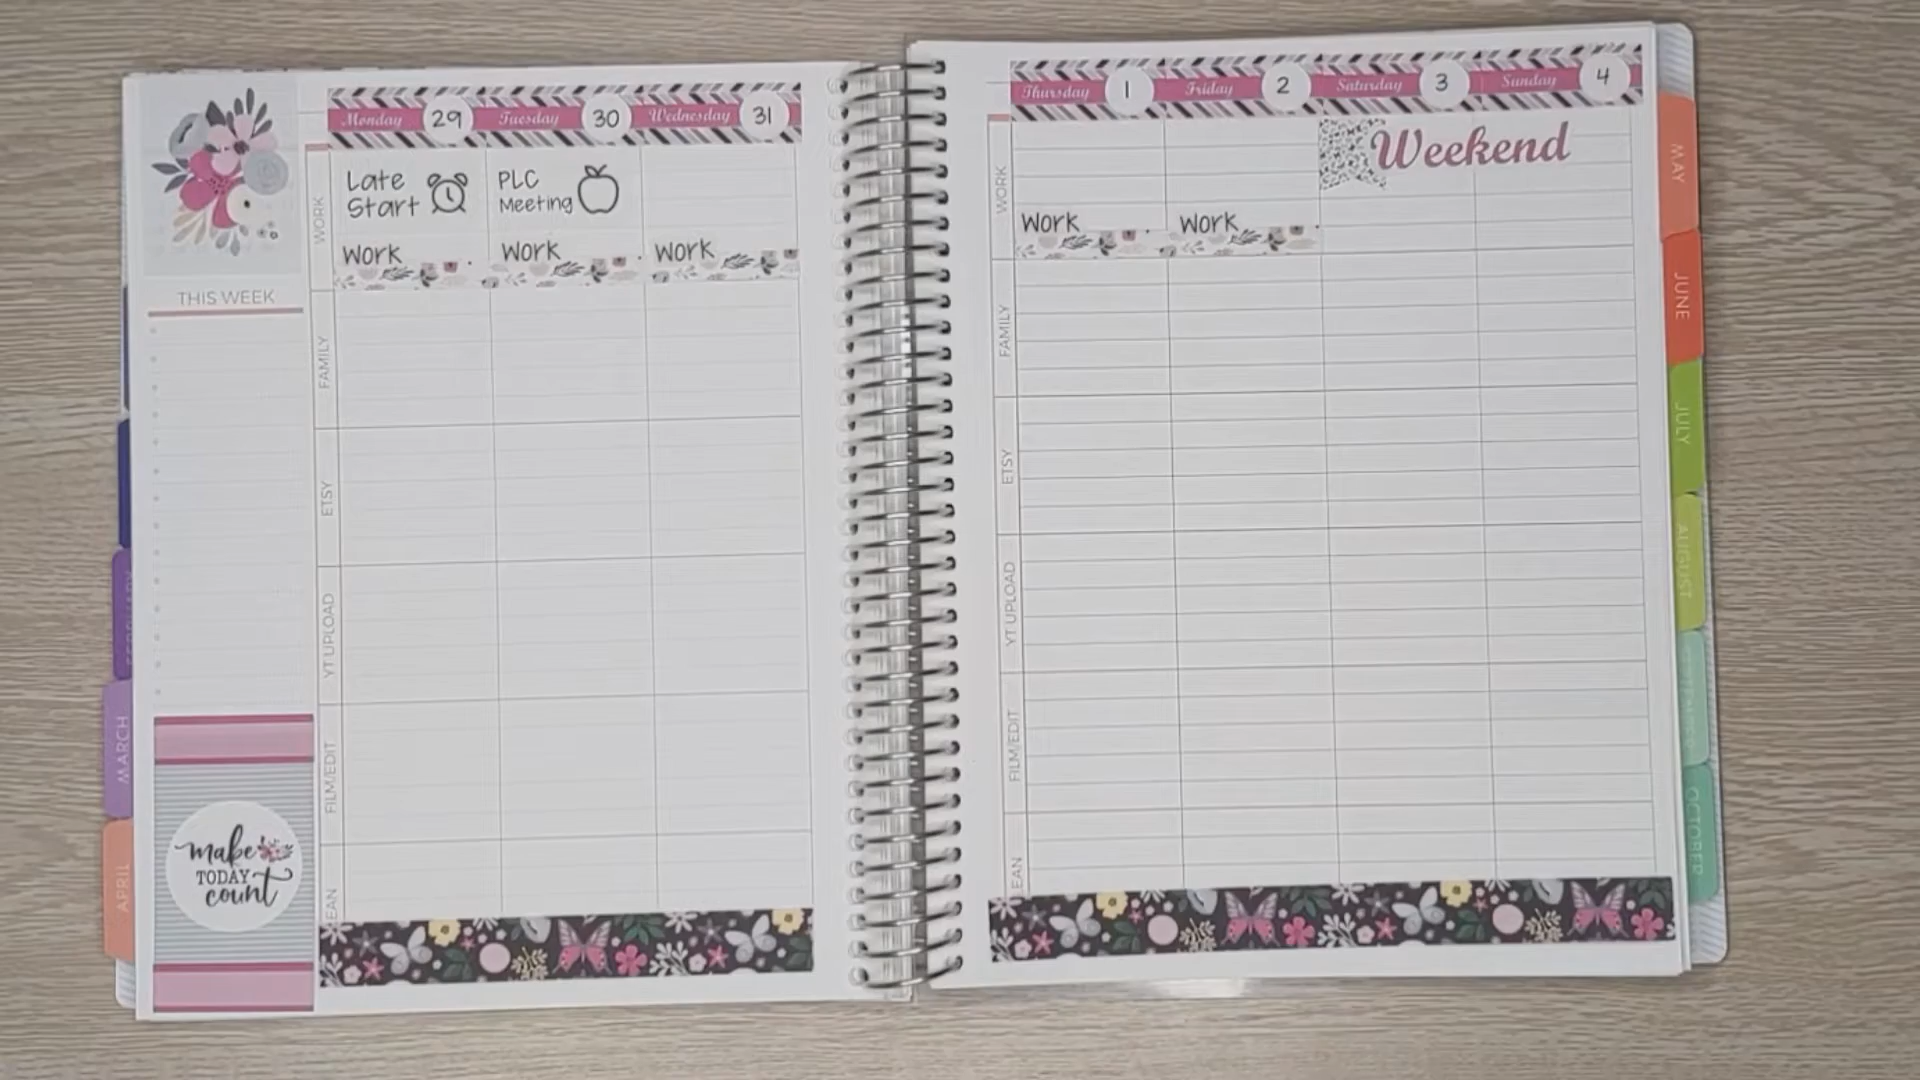 Monday 29 Tuesday 30 Wednesday 31
Late Start
PLC Meeting
Work Work Work
WORK
FAMILY
ETSY
YT UPLOAD
FILM/EDIT
EAN
THIS WEEK
make
TODAY
count
MARCH
APRIL
Thursday 1 Friday 2 Saturday 3 Sunday 4
Weekend
Work Work
WORK
FAMILY
ETSY
YT UPLOAD
FILM/EDIT
EAN
MAY
JUNE
JULY
AUGUST
OCTOBER